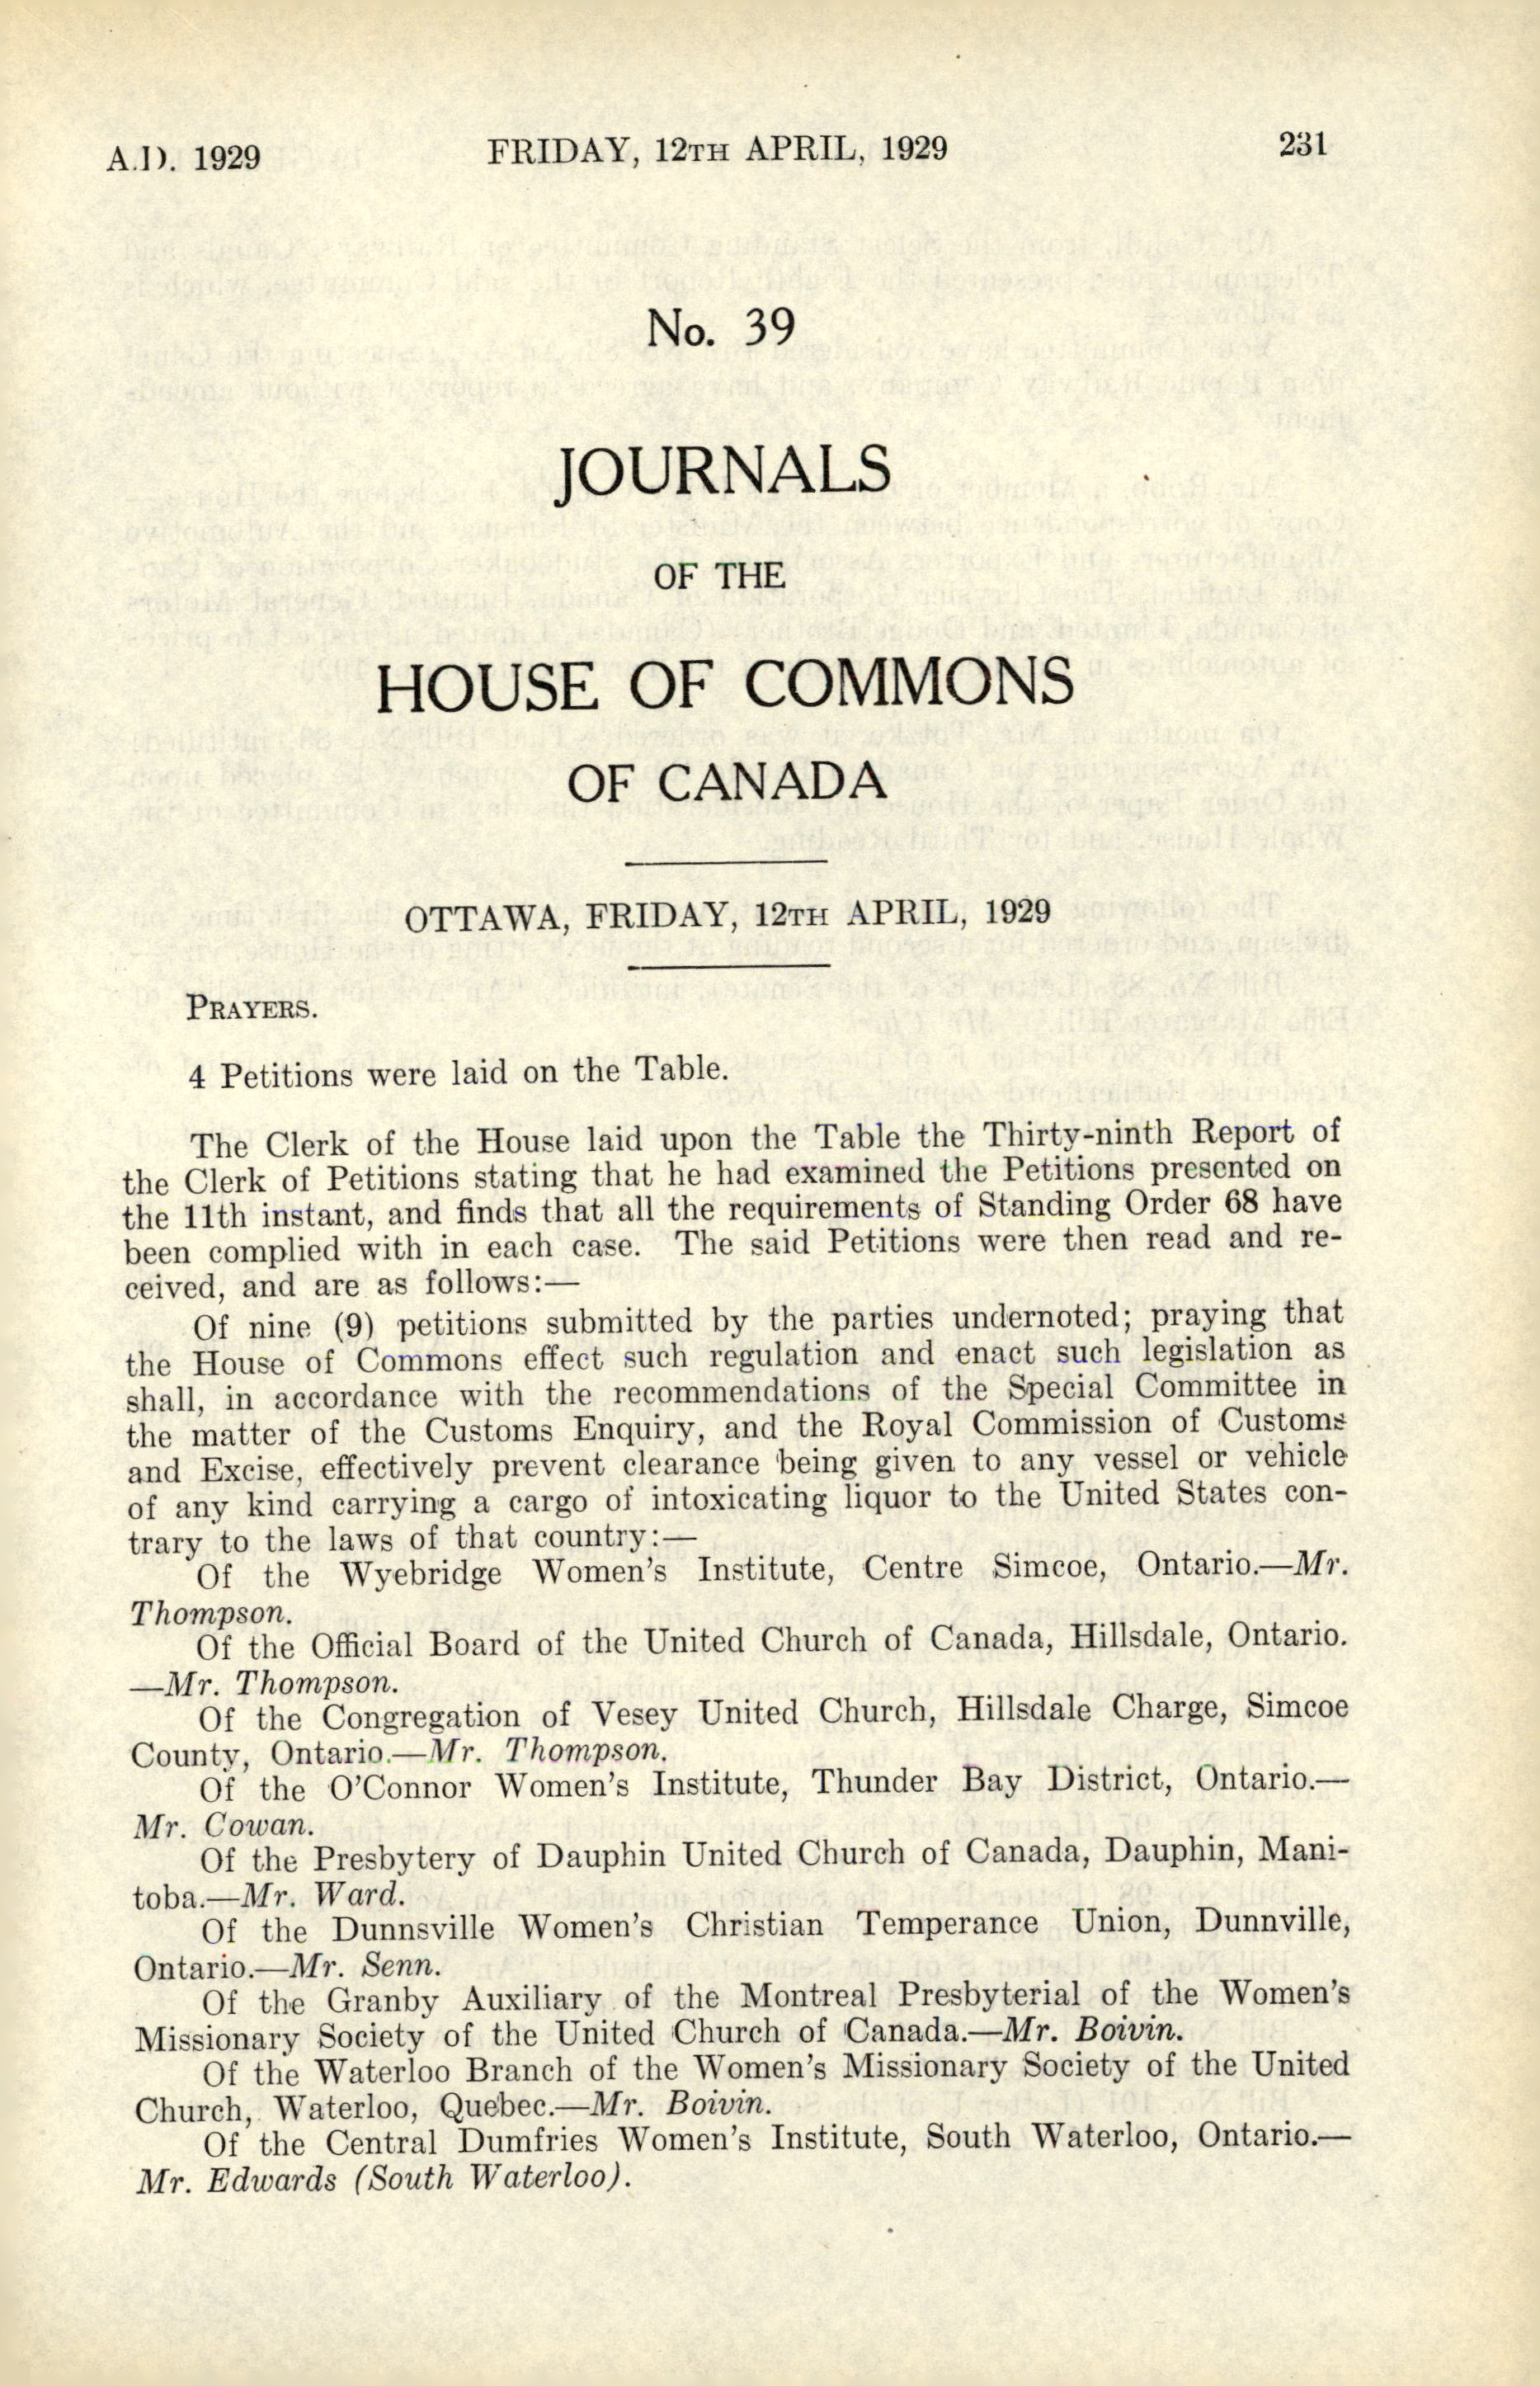 A.D. 1929
FRIDAY, 12TH APRIL, 1929
231
No. 39
JOURNALS
OF THE
HOUSE OF COMMONS
OF CANADA
OTTAWA, FRIDAY, 12TH APRIL, 1929
PRAYERS.
4 Petitions were laid on the Table.
The Clerk of the House laid upon the Table the Thirty-ninth Report of
the Clerk of Petitions stating that he had examined the Petitions presented on
the 11th instant, and finds that all the requirements of Standing Order 68 have
been complied with in each case. The said Petitions were then read and re-
ceived, and are as follows:—
Of nine (9) petitions submitted by the parties undernoted; praying that
the House of Commons effect such regulation and enact such legislation as
shall, in accordance with the recommendations of the Special Committee in
the matter of the Customs Enquiry, and the Royal Commission of Customs
and Excise, effectively prevent clearance being given to any vessel or vehicle
of any kind carrying a cargo of intoxicating liquor to the United States con-
trary to the laws of that country:—
Of the Wyebridge Women's Institute, Centre Simcoe, Ontario.—Mr.
Thompson.
Of the Official Board of the United Church of Canada, Hillsdale, Ontario.
—Mr. Thompson.
Of the Congregation of Vesey United Church, Hillsdale Charge, Simcoe
County, Ontario.—Mr. Thompson.
Of the O'Connor Women's Institute, Thunder Bay District, Ontario.—
Mr. Cowan.
Of the Presbytery of Dauphin United Church of Canada, Dauphin, Mani-
toba.—Mr. Ward.
Of the Dunnsville Women's Christian Temperance Union, Dunnville,
Ontario.—Mr. Senn.
Of the Granby Auxiliary of the Montreal Presbyterial of the Women's
Missionary Society of the United Church of Canada.—Mr. Boivin.
Of the Waterloo Branch of the Women's Missionary Society of the United
Church, Waterloo, Quebec.—Mr. Boivin.
Of the Central Dumfries Women's Institute, South Waterloo, Ontario.—
Mr. Edwards (South Waterloo).